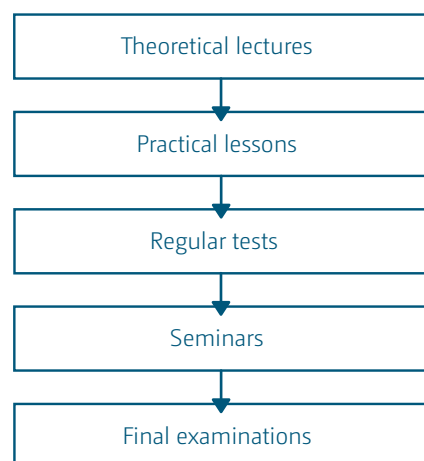 Theoretical lectures
Practical lessons
Regular tests
Seminars
Final examinations